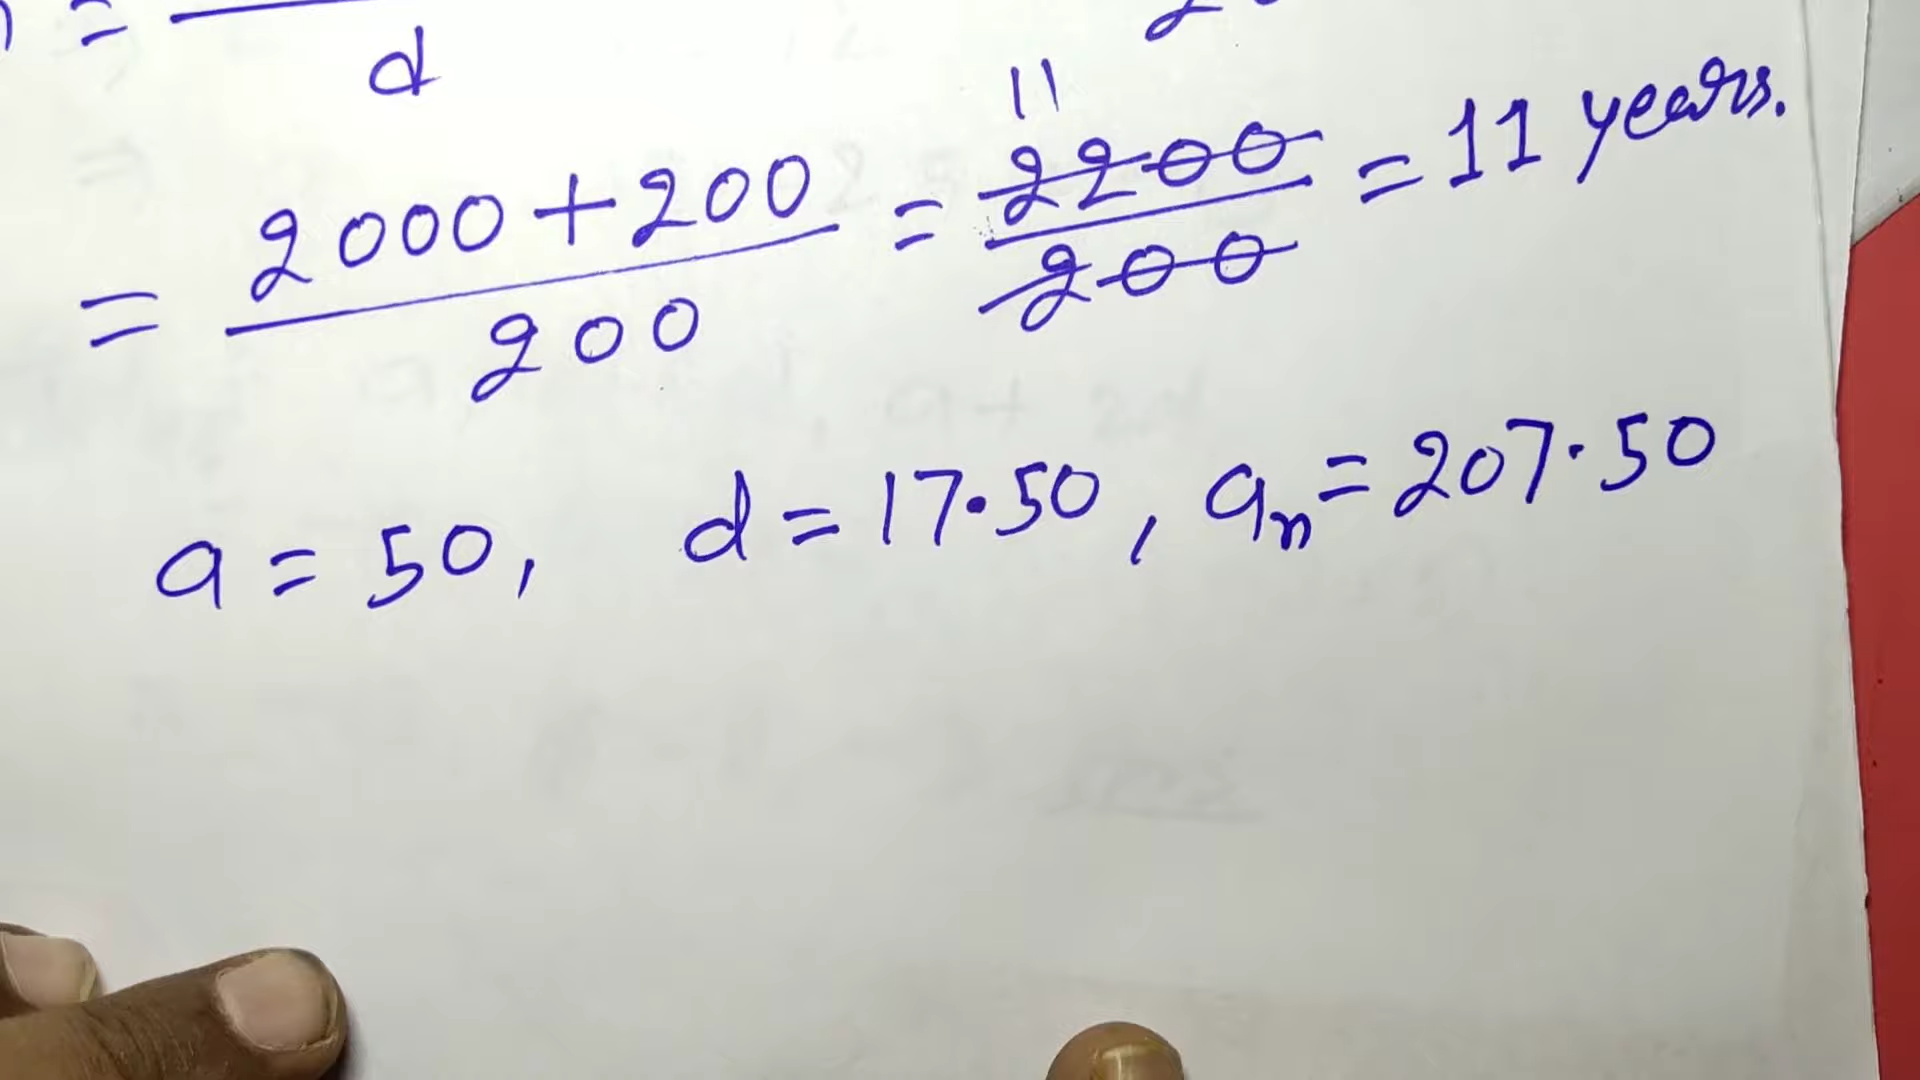 =
d
= 2000+200 / 200 = 11 2200 / 200 = 11 years.
a = 50, d = 17.50, an = 207.50